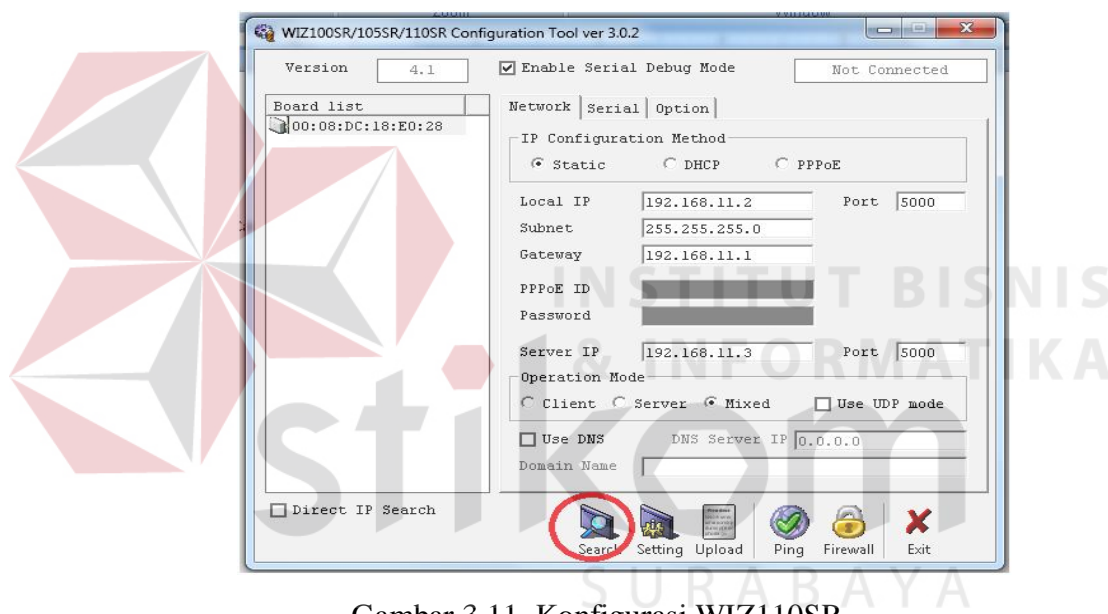 Zoom Window
WIZ100SR/105SR/110SR Configuration Tool ver 3.0.2
Version 4.1 Enable Serial Debug Mode Not Connected
Board list
00:08:DC:18:E0:28
Network Serial Option
IP Configuration Method
Static DHCP PPPoE
Local IP 192.168.11.2 Port 5000
Subnet 255.255.255.0
Gateway 192.168.11.1
PPPoE ID
Password
Server IP 192.168.11.3 Port 5000
Operation Mode
Client Server Mixed Use UDP mode
Use DNS DNS Server IP 0.0.0.0
Domain Name
Direct IP Search
Search Setting Upload Ping Firewall Exit
INSTITUT BISNIS
& INFORMATIKA
stikom
SURABAYA
Gambar 3.11. Konfigurasi WIZ110SR